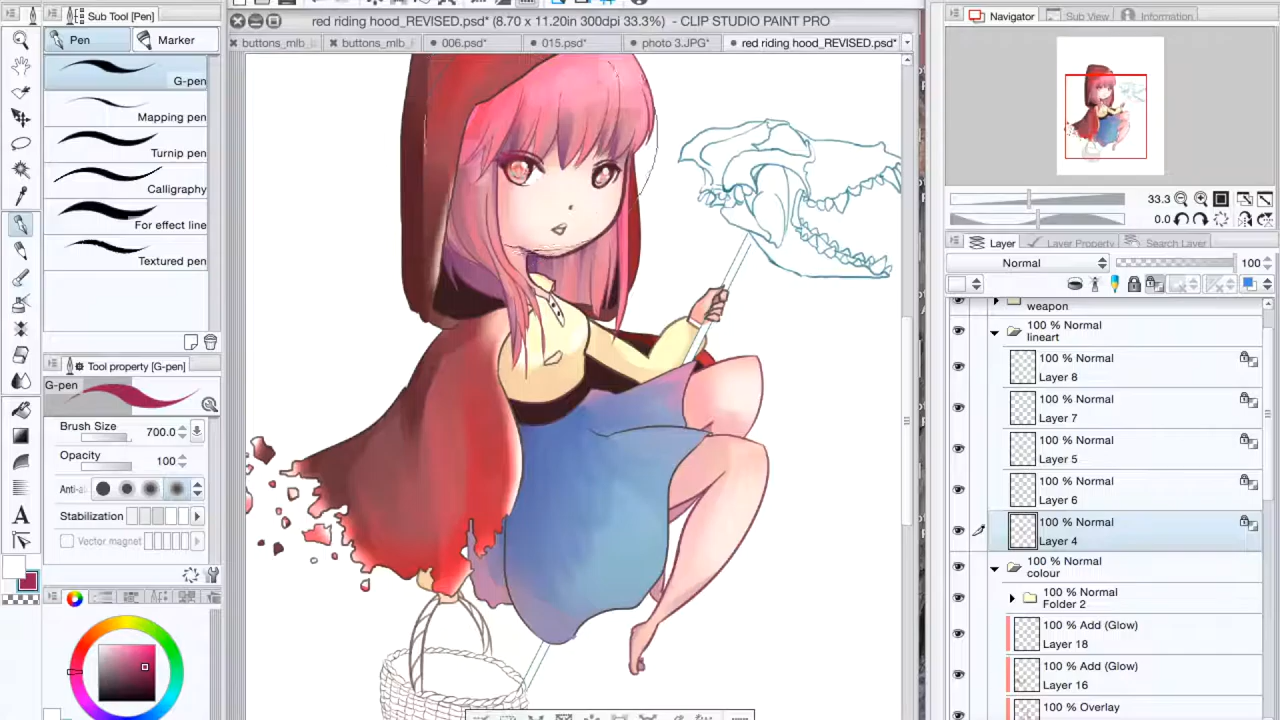 Sub Tool [Pen]
Pen
Marker
G-pen
Mapping pen
Turnip pen
Calligraphy
For effect line
Textured pen
Tool property [G-pen]
G-pen
Brush Size
700.0
Opacity
100
Anti-a
Stabilization
Vector magnet
red riding hood_REVISED.psd* (8.70 x 11.20in 300dpi 33.3%) - CLIP STUDIO PAINT PRO
buttons_mlb_
buttons_mlb_
006.psd*
015.psd*
photo 3.JPG*
red riding hood_REVISED.psd*
Navigator
Sub View
Information
33.3
0.0
Layer
Layer Property
Search Layer
Normal
100
weapon
100 % Normal
lineart
100 % Normal
Layer 8
100 % Normal
Layer 7
100 % Normal
Layer 5
100 % Normal
Layer 6
100 % Normal
Layer 4
100 % Normal
colour
100 % Normal
Folder 2
100 % Add (Glow)
Layer 18
100 % Add (Glow)
Layer 16
100 % Overlay